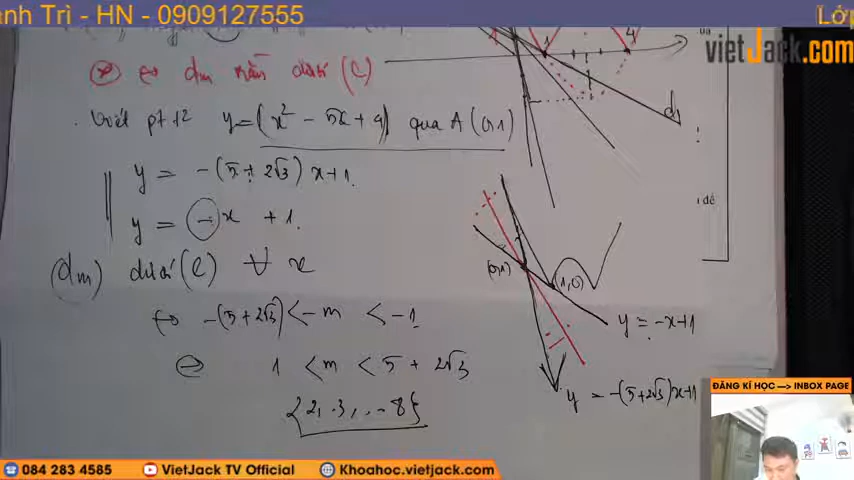 anh Trì - HN - 0909127555
Lớp
vietJack.com
⇔ dm nằm dưới (C)
Viết pt t2 y = (x² - 5x + 4) qua A (0,1)
y = -(5 + 2√3) x + 1.
y = - x + 1.
(dm) dưới (C) ∀ x
⇔ -(5 + 2√3) < -m < -1
⇔ 1 < m < 5 + 2√3
{2, 3, ... 8}
1
4
d1
để
(0,1)
(1,0)
y = -x+1
y = -(5+2√3)x+1
ĐĂNG KÍ HỌC —> INBOX PAGE
084 283 4585
VietJack TV Official
Khoahoc.vietjack.com